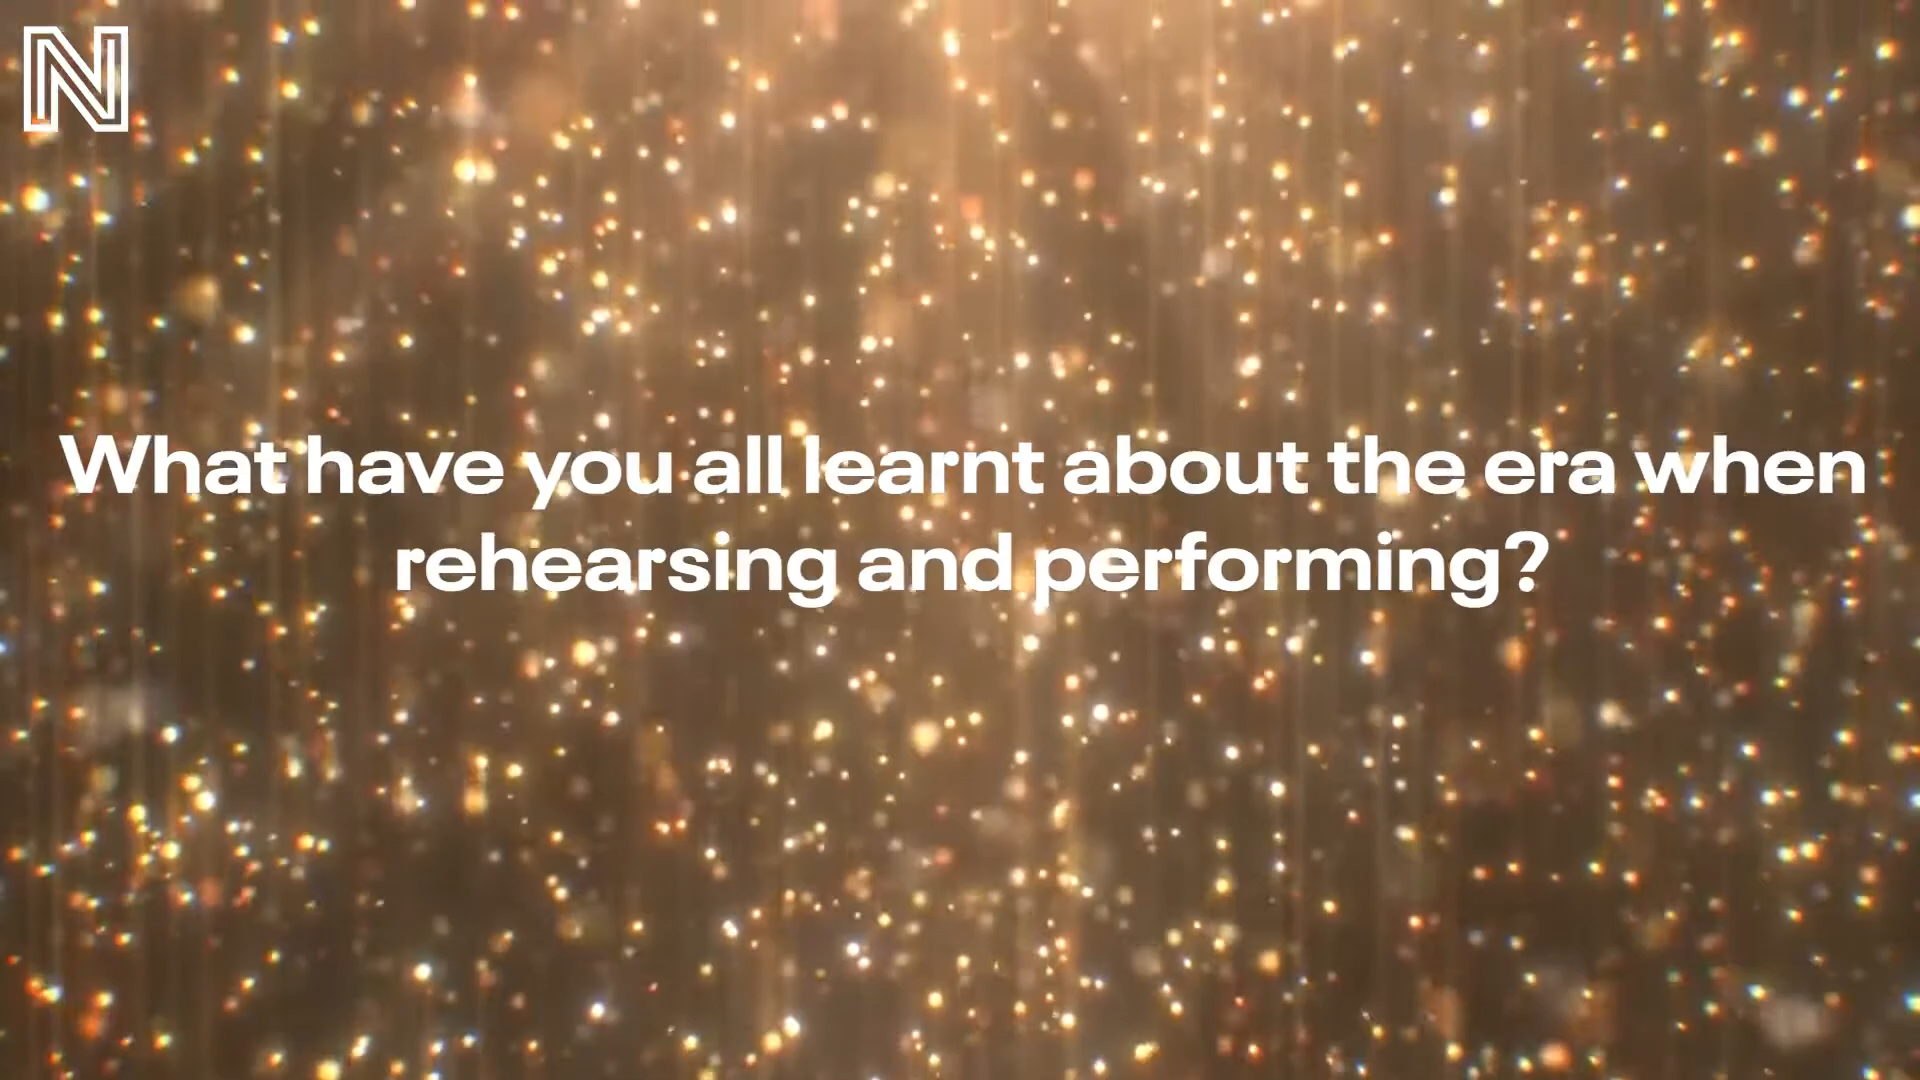 N
What have you all learnt about the era when
rehearsing and performing?